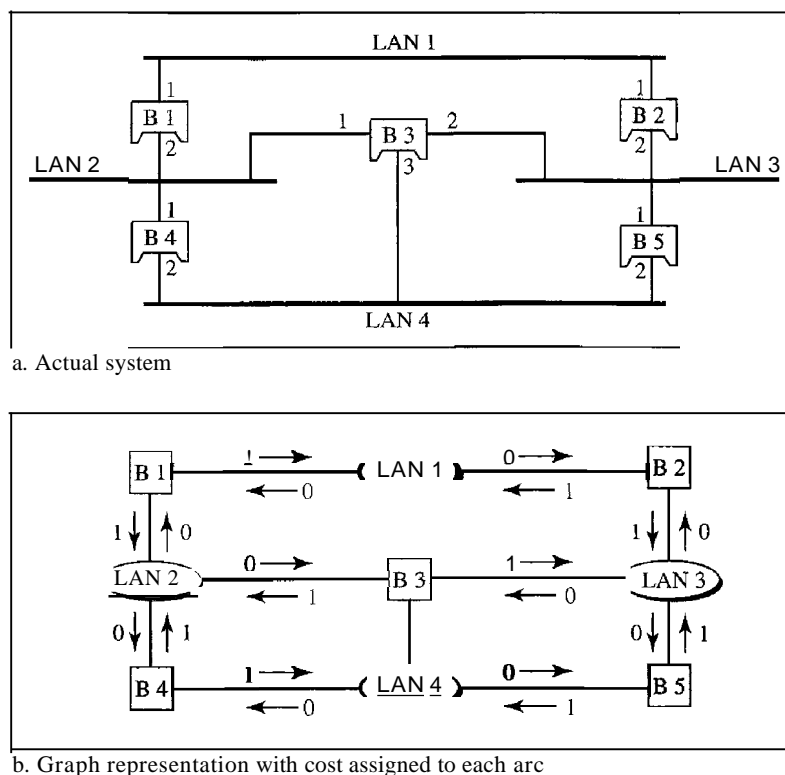 LAN 1
1 1
B 1 1 2 B 2
2 B 3 2
LAN 2 3 LAN 3
1 1
B 4 B 5
2 2
LAN 4
a. Actual system
1 0
B 1 LAN 1 B 2
0 1
1 0 1 0
0 1
LAN 2 B 3 LAN 3
1 0
0 1 0 1
1 0
B 4 LAN 4 B 5
0 1
b. Graph representation with cost assigned to each arc